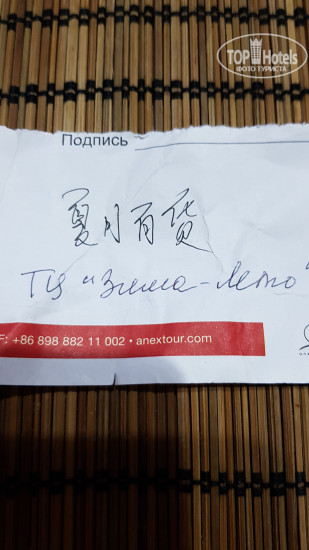 TOP Hotels
ФОТО ТУРИСТА
Подпись
夏日百货
ТЦ "Зима-Лето"
F: +86 898 882 11 002 • anextour.com